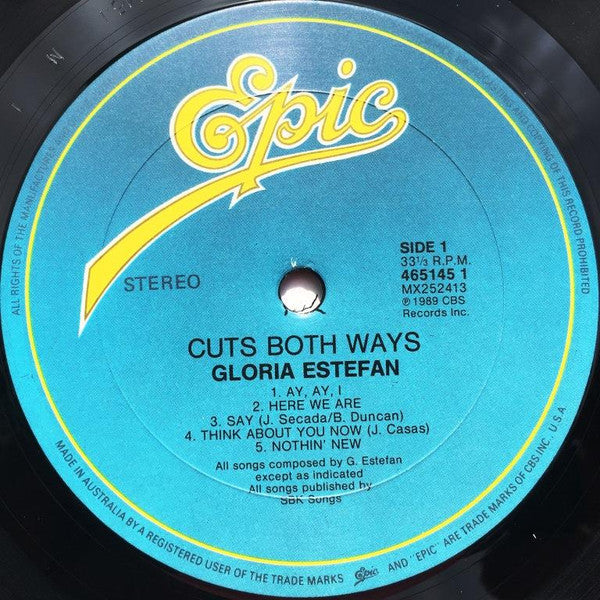 Epic
STEREO
SIDE 1
33⅓ R.P.M.
465145 1
MX252413
℗ 1989 CBS
Records Inc.
CUTS BOTH WAYS
GLORIA ESTEFAN
1. AY, AY, I
2. HERE WE ARE
3. SAY (J. Secada/B. Duncan)
4. THINK ABOUT YOU NOW (J. Casas)
5. NOTHIN' NEW
All songs composed by G. Estefan
except as indicated
All songs published by
SBK Songs
ALL RIGHTS OF THE MANUFACTURER AND
COPYING OF THIS RECORD PROHIBITED
MADE IN AUSTRALIA BY A REGISTERED USER OF THE TRADE MARKS Epic AND "EPIC" ARE TRADE MARKS OF CBS INC. U.S.A.